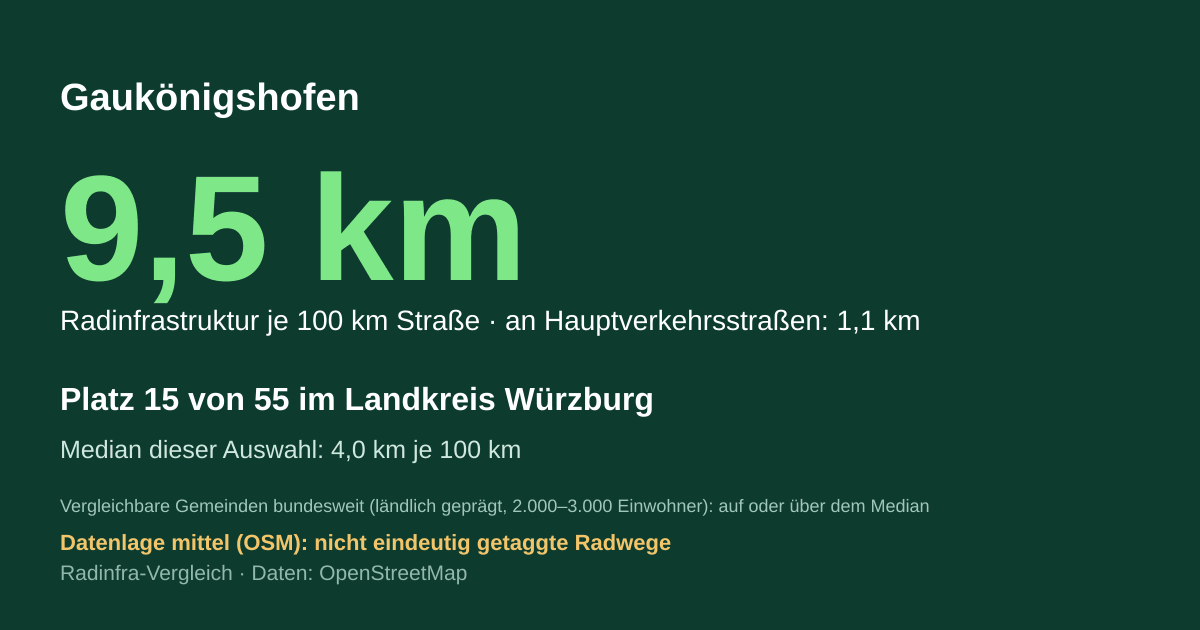 Gaukönigshofen
9,5 km
Radinfrastruktur je 100 km Straße · an Hauptverkehrsstraßen: 1,1 km
Platz 15 von 55 im Landkreis Würzburg
Median dieser Auswahl: 4,0 km je 100 km
Vergleichbare Gemeinden bundesweit (ländlich geprägt, 2.000–3.000 Einwohner): auf oder über dem Median
Datenlage mittel (OSM): nicht eindeutig getaggte Radwege
Radinfra-Vergleich · Daten: OpenStreetMap